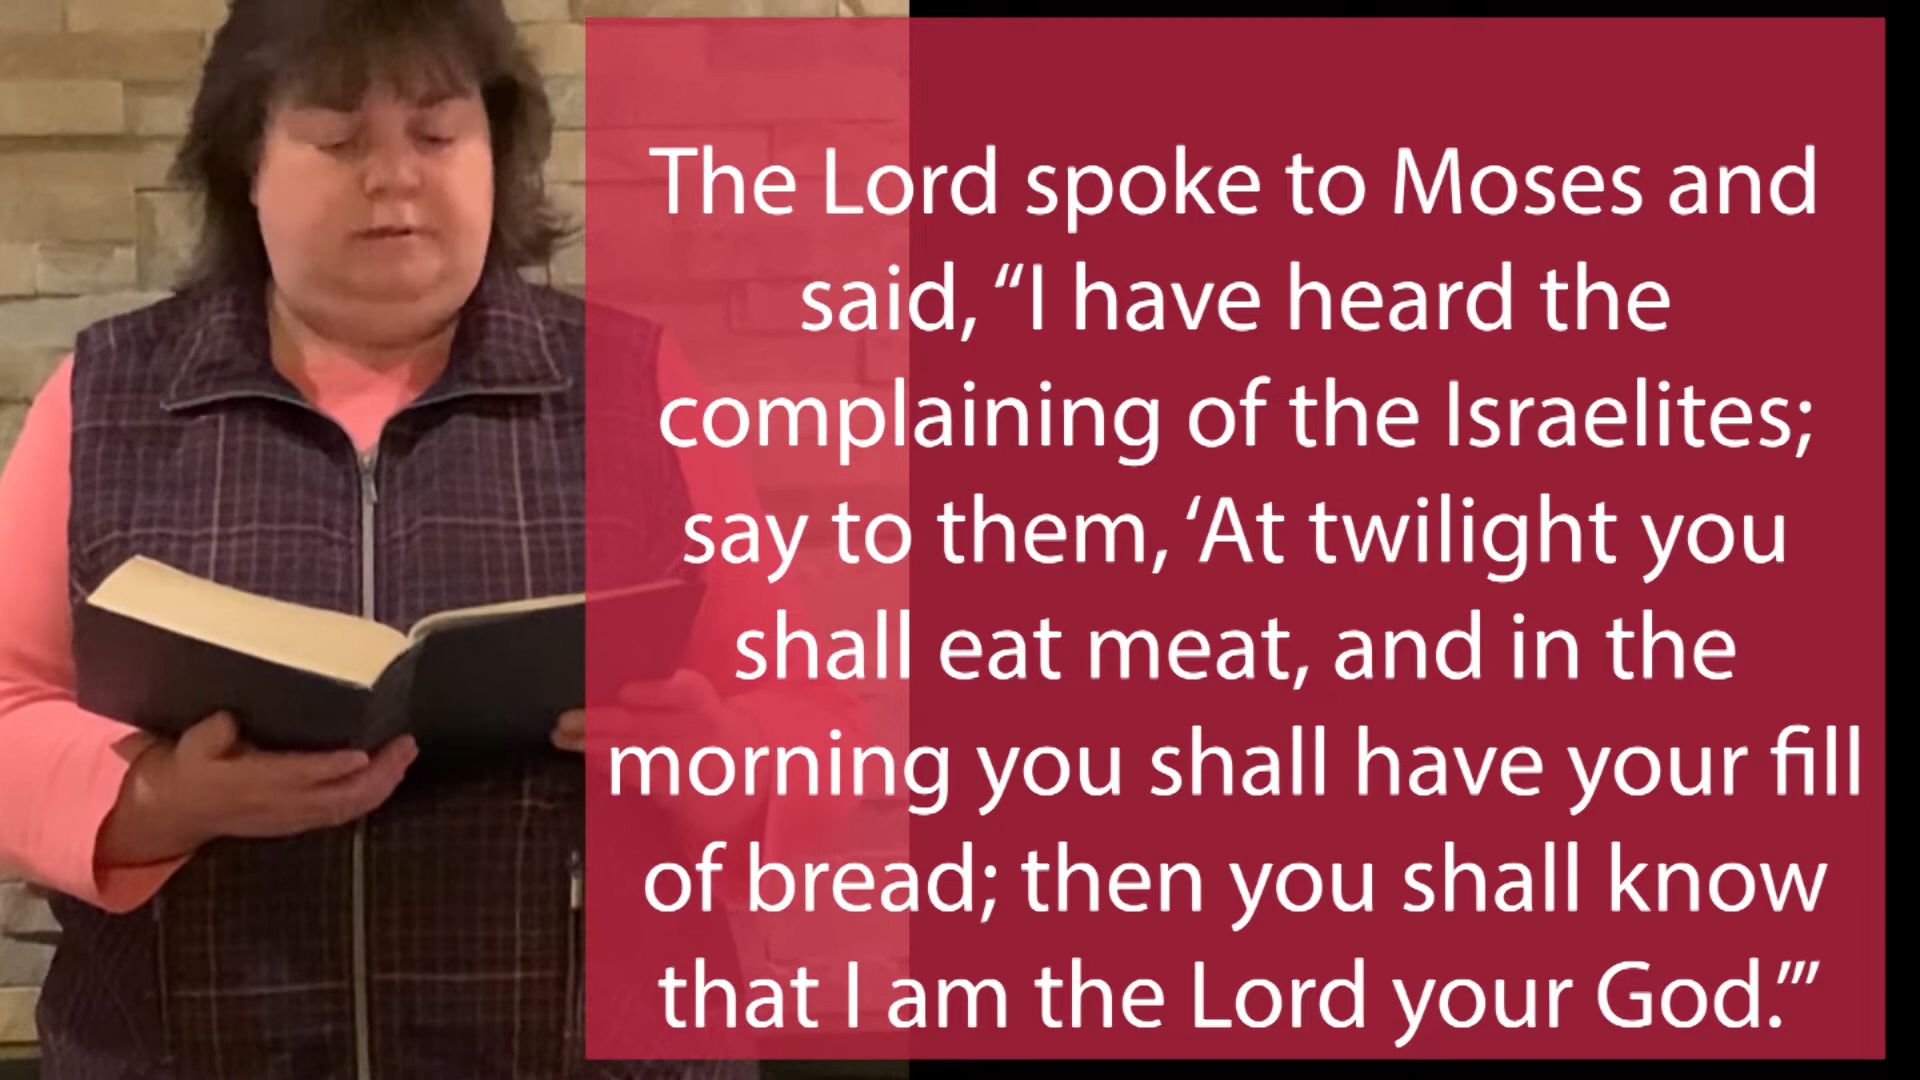 The Lord spoke to Moses and
said, “I have heard the
complaining of the Israelites;
say to them, ‘At twilight you
shall eat meat, and in the
morning you shall have your fill
of bread; then you shall know
that I am the Lord your God.’”